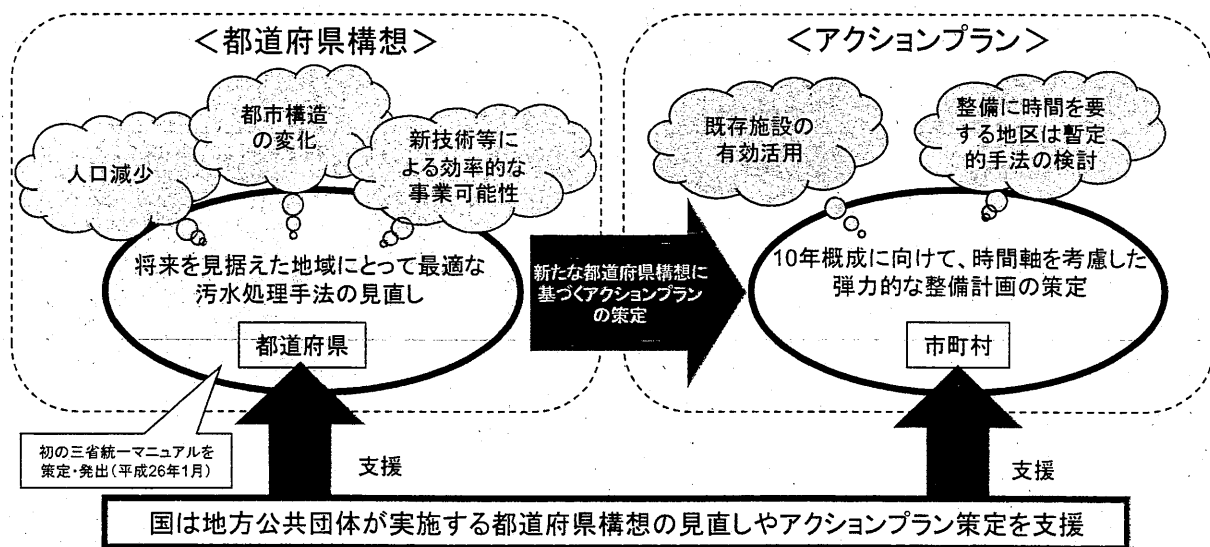 ＜都道府県構想＞
人口減少
都市構造
の変化
新技術等に
よる効率的な
事業可能性
将来を見据えた地域にとって最適な
汚水処理手法の見直し
都道府県
初の三省統一マニュアルを
策定・発出(平成26年1月)
支援
新たな都道府県構想に
基づくアクションプラン
の策定
＜アクションプラン＞
既存施設の
有効活用
整備に時間を要
する地区は暫定
的手法の検討
10年概成に向けて、時間軸を考慮した
弾力的な整備計画の策定
市町村
支援
国は地方公共団体が実施する都道府県構想の見直しやアクションプラン策定を支援